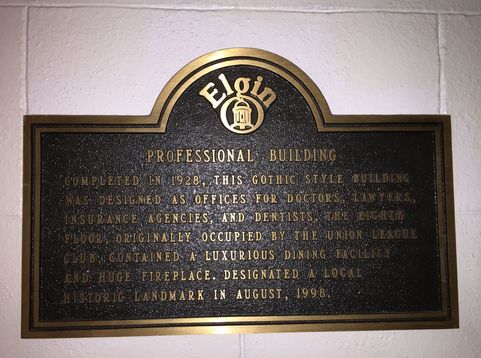 Elgin
PROFESSIONAL BUILDING
COMPLETED IN 1928, THIS GOTHIC STYLE BUILDING
WAS DESIGNED AS OFFICES FOR DOCTORS, LAWYERS,
INSURANCE AGENCIES, AND DENTISTS. THE EIGHTH
FLOOR, ORIGINALLY OCCUPIED BY THE UNION LEAGUE
CLUB, CONTAINED A LUXURIOUS DINING FACILITY
AND HUGE FIREPLACE. DESIGNATED A LOCAL
HISTORIC LANDMARK IN AUGUST, 1998.